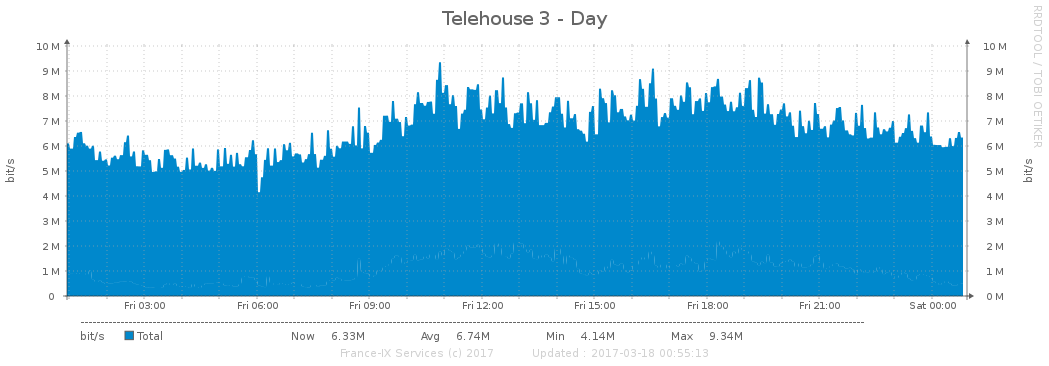 Telehouse 3 - Day
RRDTOOL / TOBI OETIKER
10 M 10 M
9 M 9 M
8 M 8 M
7 M 7 M
6 M 6 M
5 M 5 M
4 M 4 M
3 M 3 M
2 M 2 M
1 M 1 M
0 0 M
bit/s
bit/s
Fri 03:00 Fri 06:00 Fri 09:00 Fri 12:00 Fri 15:00 Fri 18:00 Fri 21:00 Sat 00:00
bit/s Total Now 6.33M Avg 6.74M Min 4.14M Max 9.34M
France-IX Services (c) 2017 Updated : 2017-03-18 00:55:13